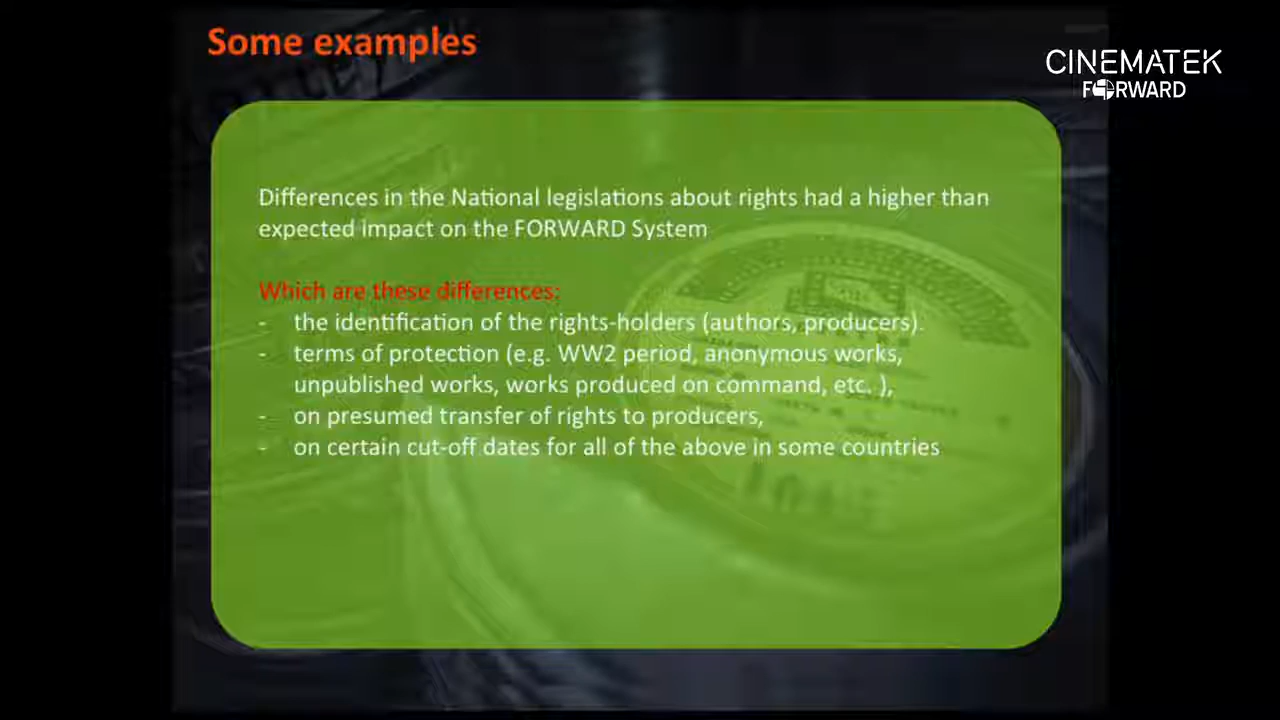 Some examples
CINEMATEK
FORWARD
Differences in the National legislations about rights had a higher than
expected impact on the FORWARD System
Which are these differences:
- the identification of the rights-holders (authors, producers).
- terms of protection (e.g. WW2 period, anonymous works,
unpublished works, works produced on command, etc. ),
- on presumed transfer of rights to producers,
- on certain cut-off dates for all of the above in some countries